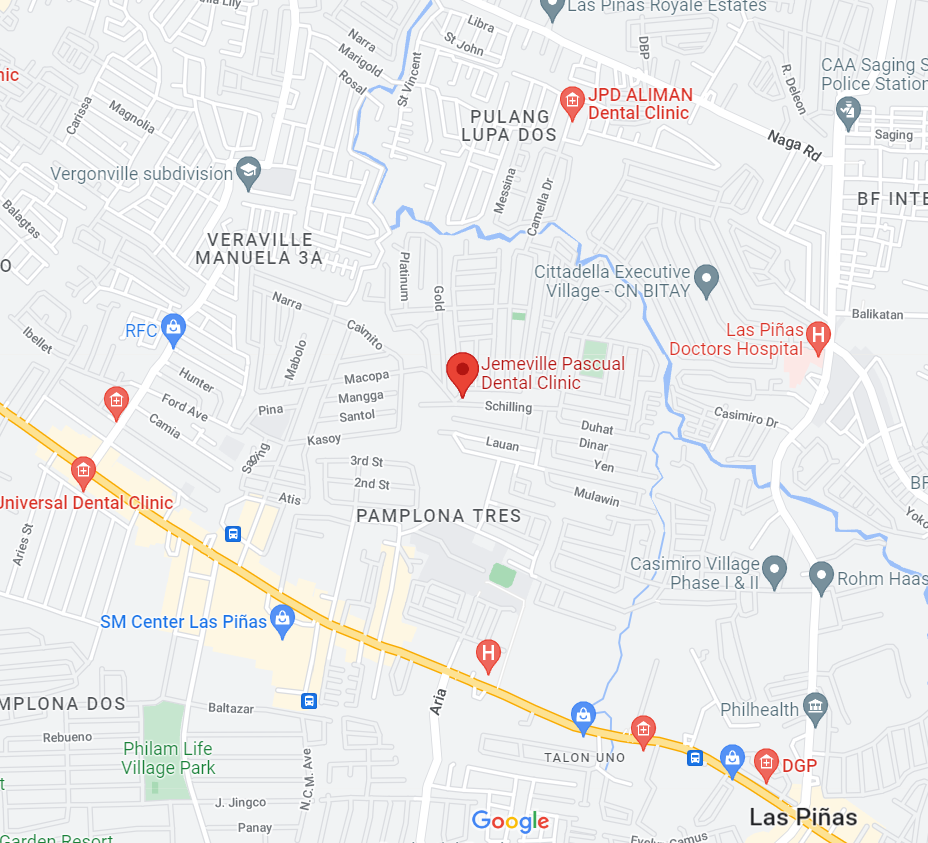 Las Piñas Royale Estates
Libra
St John
Narra
Marigold
Rosal
St Vincent
DBP
R. Deleon
CAA Saging S
Police Station
nic
Carissa
Magnolia
JPD ALIMAN
Dental Clinic
PULANG
LUPA DOS
Saging
Naga Rd
Vergonville subdivision
Messina
Camella Dr
BF INTE
Balagtas
VERAVILLE
MANUELA 3A
O
Platinum
Gold
Cittadella Executive
Village - CN BITAY
Narra
Caimito
Balikatan
RFC
Las Piñas
Doctors Hospital
Ibellet
Mabolo
Hunter
Macopa
Jemeville Pascual
Dental Clinic
Ford Ave
Pina
Mangga
Santol
Schilling
Casimiro Dr
Camia
Kasoy
Duhat
Dinar
Lauan
Saging
3rd St
2nd St
Yen
BF
Universal Dental Clinic
Atis
Mulawin
PAMPLONA TRES
Yoko
Aries St
Casimiro Village
Phase I & II
Rohm Haas
SM Center Las Piñas
MPLONA DOS
Baltazar
Aria
Philhealth
Rebueno
Philam Life
Village Park
TALON UNO
DGP
t
N.C.M. Ave
J. Jingco
Panay
Google
Las Piñas
Garden Resort
Evelyn Camus